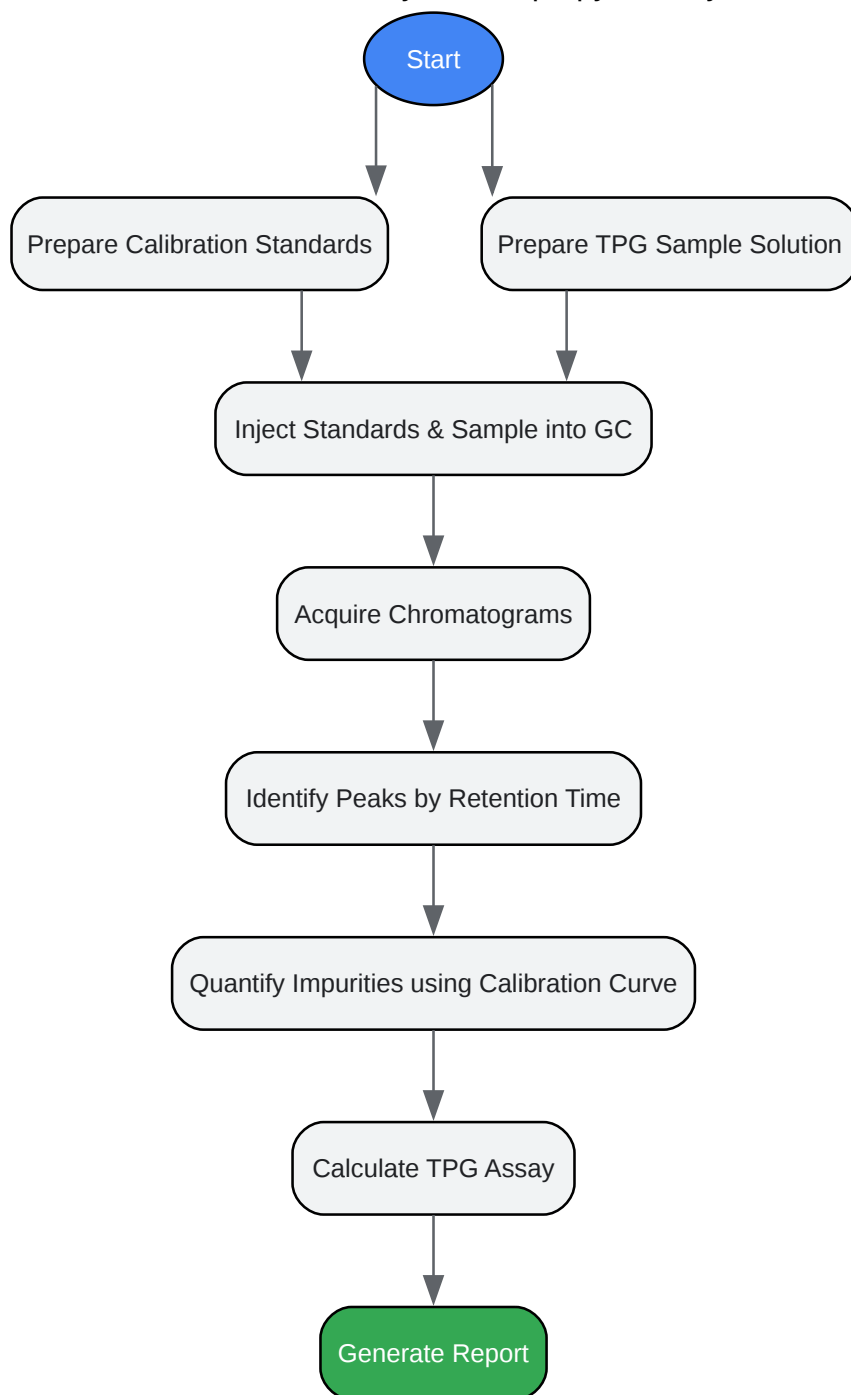 Start
Prepare Calibration Standards
Prepare TPG Sample Solution
Inject Standards & Sample into GC
Acquire Chromatograms
Identify Peaks by Retention Time
Quantify Impurities using Calibration Curve
Calculate TPG Assay
Generate Report